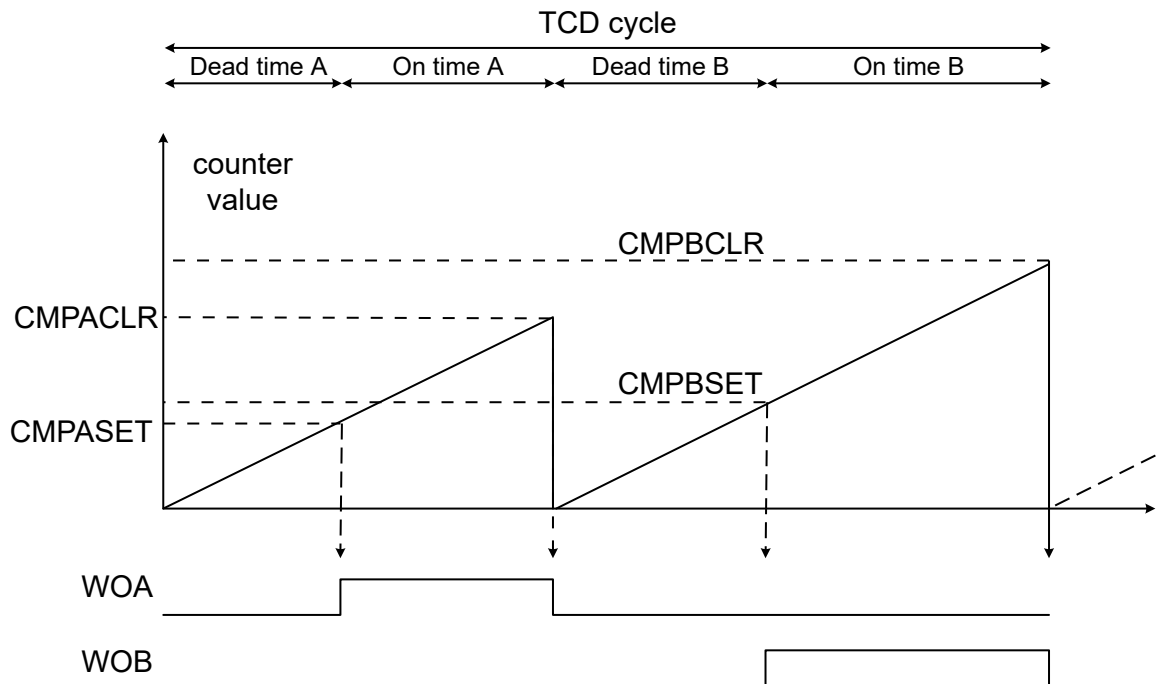 TCD cycle
Dead time A
On time A
Dead time B
On time B
counter
value
CMPBCLR
CMPACLR
CMPBSET
CMPASET
WOA
WOB